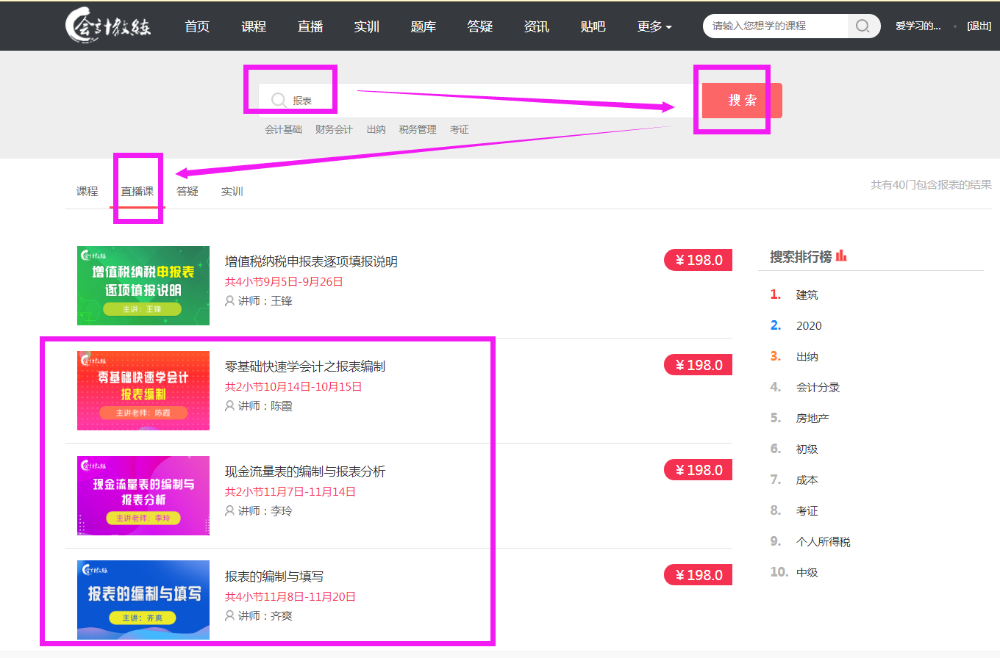 会计教练 首页 课程 直播 实训 题库 答疑 资讯 贴吧 更多 请输入您想学的课程 爱学习的... • [退出]
报表 搜 索
会计基础 财务会计 出纳 税务管理 考证
课程 直播课 答疑 实训 共有40门包含报表的结果
会计教练
增值税纳税申报表
逐项填报说明
主讲：王锋
增值税纳税申报表逐项填报说明
共4小节9月5日-9月26日
讲师：王锋
¥ 198.0
会计教练
零基础快速学会计
报表编制
主讲老师：陈霞
零基础快速学会计之报表编制
共2小节10月14日-10月15日
讲师：陈霞
¥ 198.0
会计教练
现金流量表的编制与
报表分析
主讲老师：李玲
现金流量表的编制与报表分析
共2小节11月7日-11月14日
讲师：李玲
¥ 198.0
会计教练
报表的编制与填写
主讲：齐爽
报表的编制与填写
共4小节11月8日-11月20日
讲师：齐爽
¥ 198.0
搜索排行榜
1. 建筑
2. 2020
3. 出纳
4. 会计分录
5. 房地产
6. 初级
7. 成本
8. 考证
9. 个人所得税
10. 中级